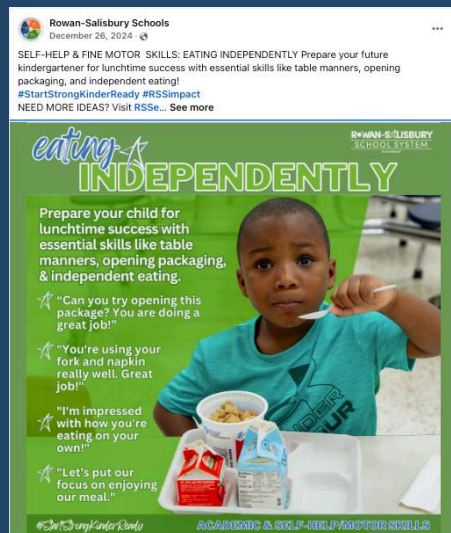 Rowan-Salisbury Schools
December 26, 2024 ·
SELF-HELP & FINE MOTOR SKILLS: EATING INDEPENDENTLY Prepare your future
kindergartener for lunchtime success with essential skills like table manners, opening
packaging, and independent eating!
#StartStrongKinderReady #RSSimpact
NEED MORE IDEAS? Visit RSSe... See more
eating
INDEPENDENTLY
ROWAN-SALISBURY
SCHOOL SYSTEM
Prepare your child for
lunchtime success with
essential skills like table
manners, opening packaging,
& independent eating.
"Can you try opening this
package? You are doing a
great job!"
"You're using your
fork and napkin
really well. Great
job!"
"I'm impressed
with how you're
eating on your
own!"
"Let's put our
focus on enjoying
our meal."
#StartStrongKinderReady
ACADEMIC & SELF-HELP/MOTOR SKILLS